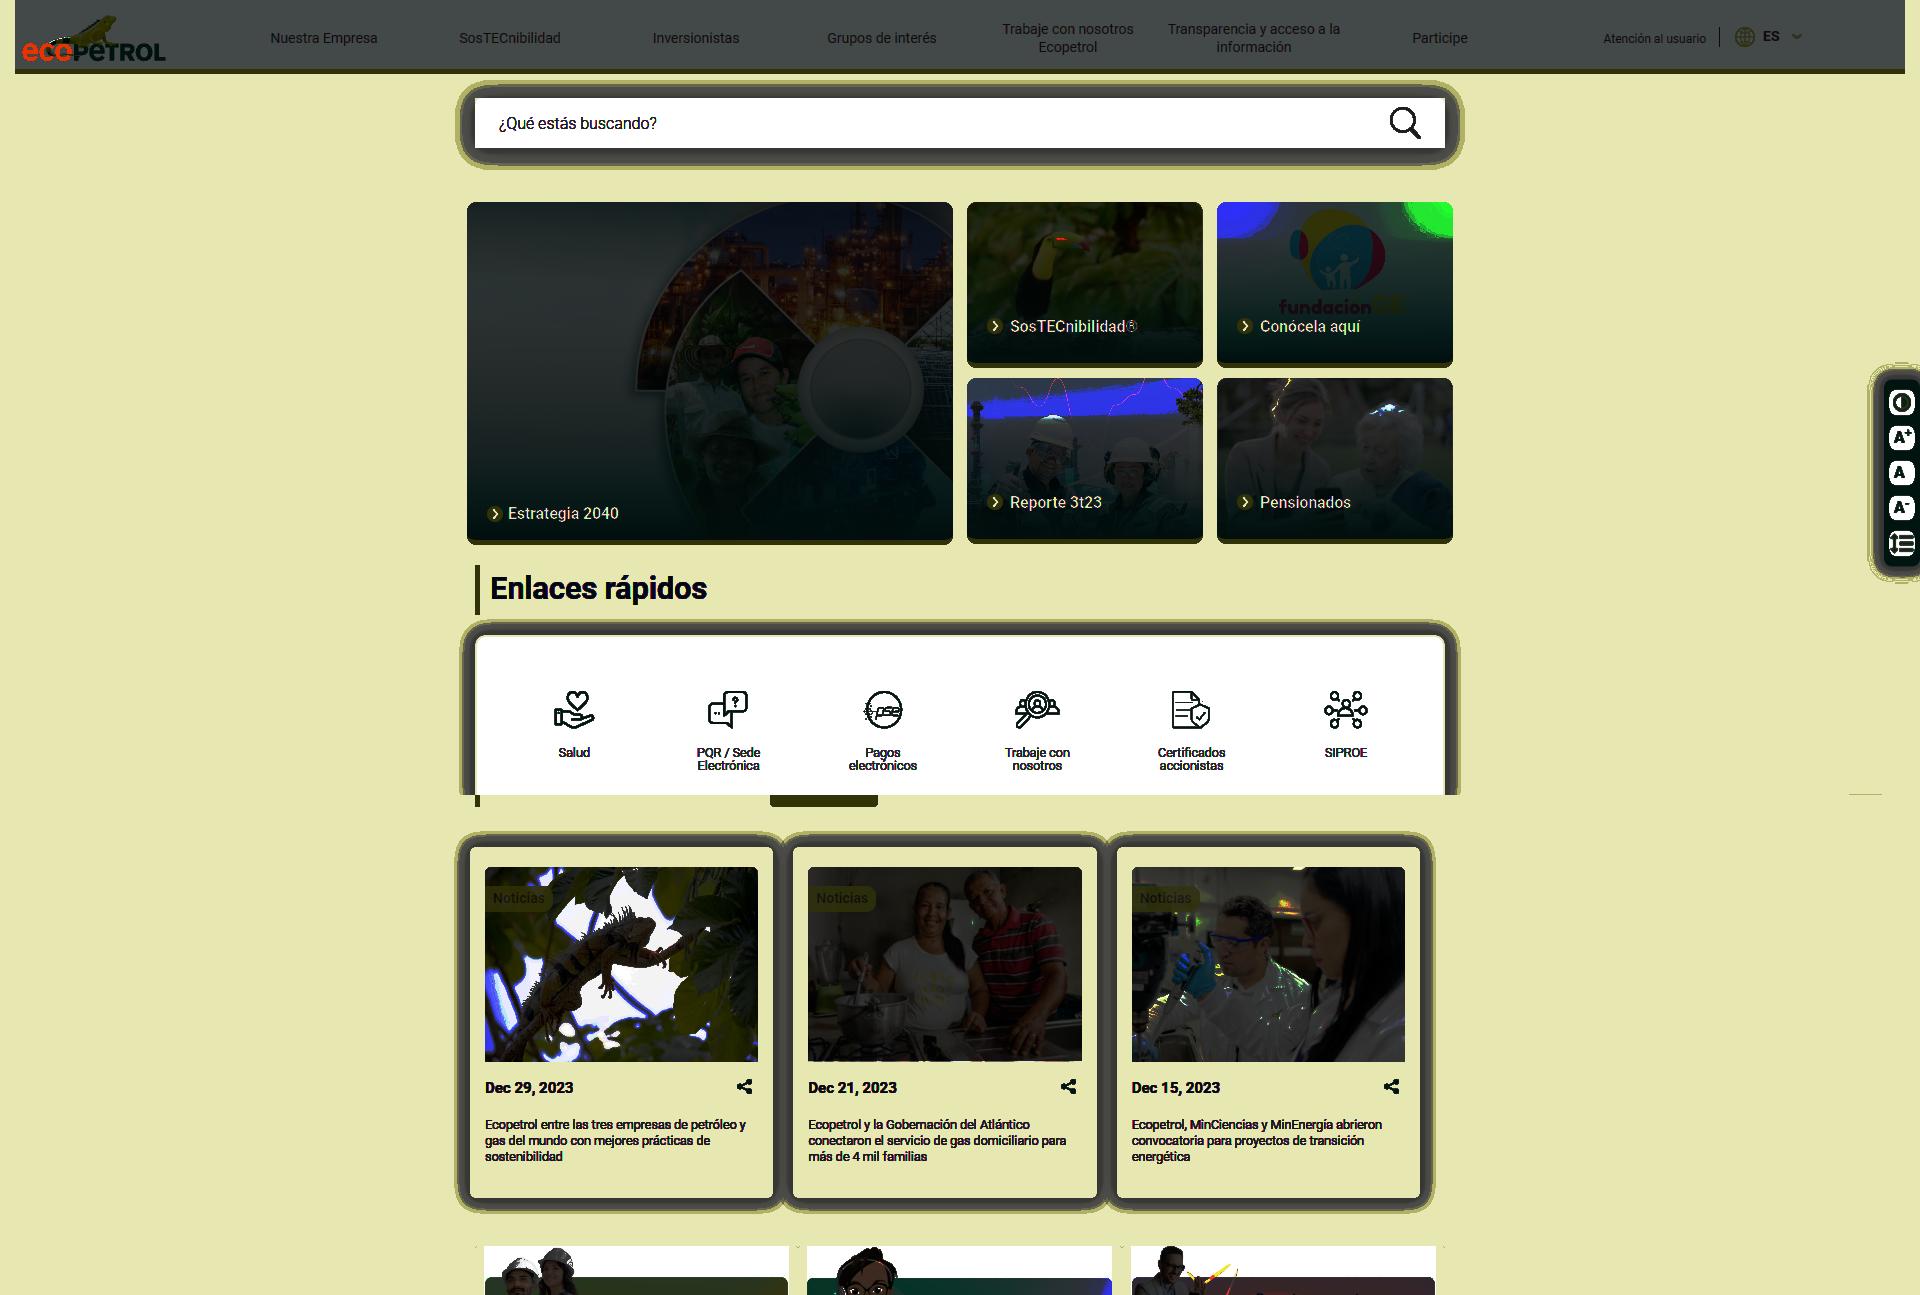 ecoPETROL
Nuestra Empresa
SosTECnibilidad
Inversionistas
Grupos de interés
Trabaje con nosotros
Ecopetrol
Transparencia y acceso a la
información
Participe
Atención al usuario
ES
¿Qué estás buscando?
Estrategia 2040
SosTECnibilidad®
fundacion
Conócela aquí
Reporte 3t23
Pensionados
A+
A
A-
Enlaces rápidos
Salud
PQR / Sede
Electrónica
pse
Pagos
electrónicos
Trabaje con
nosotros
Certificados
accionistas
SIPROE
Noticias
Dec 29, 2023
Ecopetrol entre las tres empresas de petróleo y
gas del mundo con mejores prácticas de
sostenibilidad
Noticias
Dec 21, 2023
Ecopetrol y la Gobernación del Atlántico
conectaron el servicio de gas domiciliario para
más de 4 mil familias
Noticias
Dec 15, 2023
Ecopetrol, MinCiencias y MinEnergía abrieron
convocatoria para proyectos de transición
energética